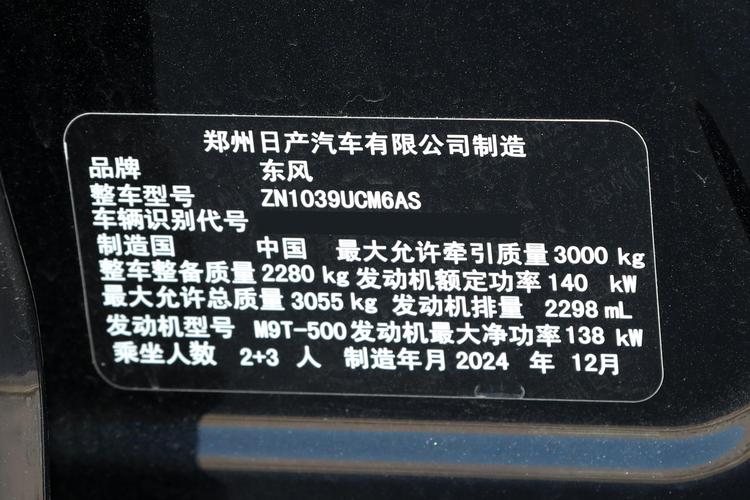 郑州日产汽车有限公司制造
品牌 东风
整车型号 ZN1039UCM6AS
车辆识别代号
制造国 中国 最大允许牵引质量 3000 kg
整车整备质量 2280 kg 发动机额定功率 140 kW
最大允许总质量 3055 kg 发动机排量 2298 mL
发动机型号 M9T-500 发动机最大净功率 138 kW
乘坐人数 2+3 人 制造年月 2024 年 12月